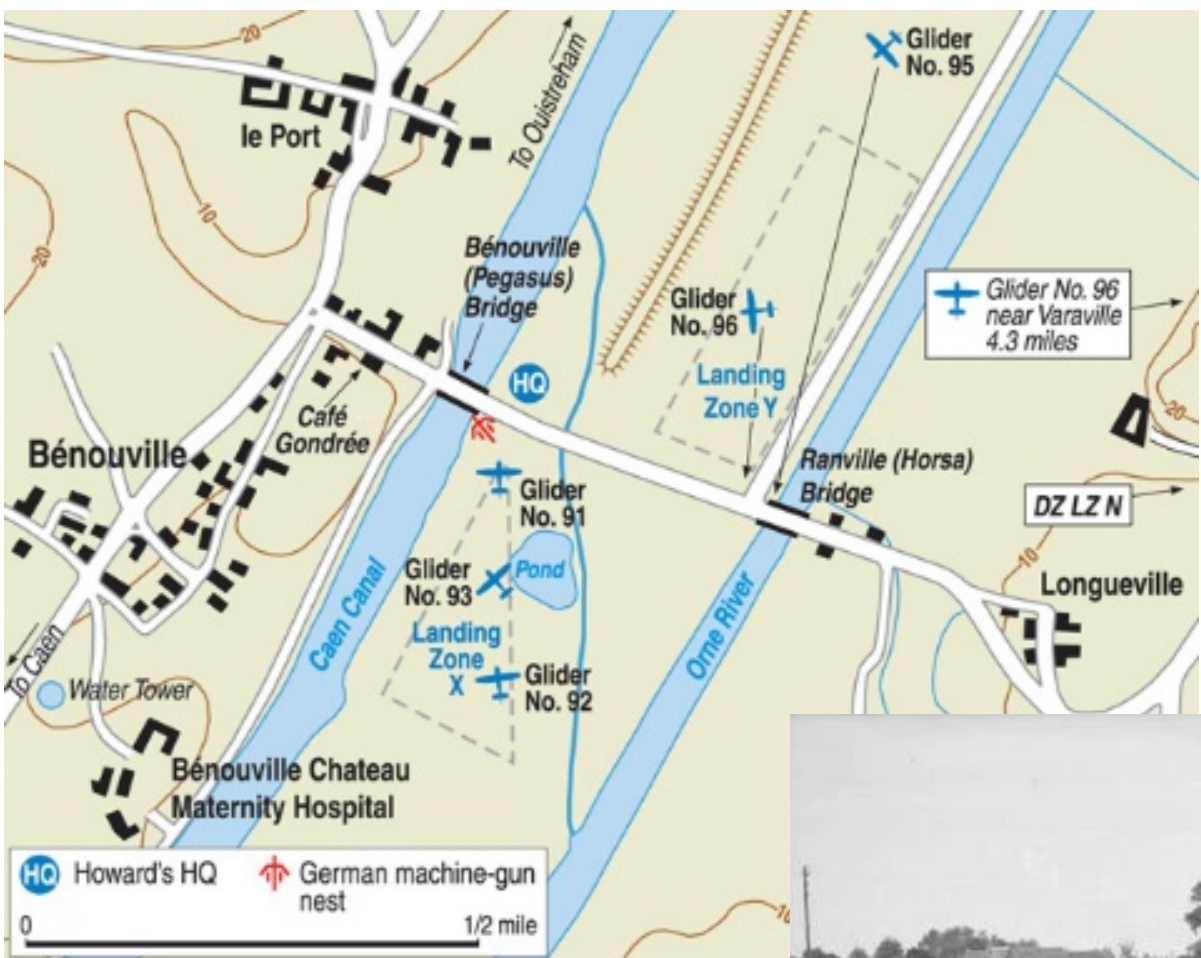 20
le Port
10
20
To Ouistreham
Glider
No. 95
Bénouville
(Pegasus)
Bridge
HQ
Glider
No. 96
Landing
Zone Y
Glider No. 96
near Varaville
4.3 miles
20
Café
Gondrée
Bénouville
Glider
No. 91
Ranville (Horsa)
Bridge
DZ LZ N
10
Longueville
Glider
No. 93
Pond
Caen Canal
Landing
Zone
X
Glider
No. 92
Orne River
To Caen
Water Tower
Bénouville Chateau
Maternity Hospital
HQ Howard's HQ
German machine-gun
nest
0 1/2 mile
10